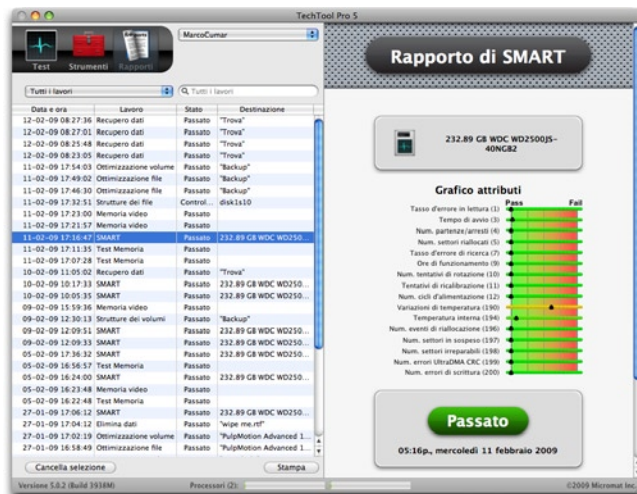 TechTool Pro 5
Test
Strumenti
Rapporti
MarcoCumar
Tutti i lavori
Tutti i lavori
Data e ora Lavoro Stato Destinazione
12-02-09 08:27:36 Recupero dati Passato "Trova"
12-02-09 08:27:01 Recupero dati Passato "Trova"
12-02-09 08:25:48 Recupero dati Passato "Trova"
12-02-09 08:23:05 Recupero dati Passato "Trova"
11-02-09 17:54:03 Ottimizzazione volume Passato "Backup"
11-02-09 17:49:02 Ottimizzazione file Passato "Backup"
11-02-09 17:46:30 Ottimizzazione file Passato "Backup"
11-02-09 17:32:51 Strutture dei file Control... disk1s10
11-02-09 17:23:00 Memoria video Passato
11-02-09 17:21:57 Memoria video Passato
11-02-09 17:16:47 SMART Passato 232.89 GB WDC WD250...
11-02-09 17:11:35 Test Memoria Passato
11-02-09 17:07:28 Test Memoria Passato
10-02-09 11:05:02 Recupero dati Passato "Trova"
10-02-09 10:17:33 SMART Passato 232.89 GB WDC WD250...
10-02-09 10:05:35 SMART Passato 232.89 GB WDC WD250...
09-02-09 15:59:36 Memoria video Passato
09-02-09 12:30:13 Strutture dei volumi Passato "Backup"
09-02-09 12:09:51 SMART Passato 232.89 GB WDC WD250...
09-02-09 12:09:33 SMART Passato 232.89 GB WDC WD250...
05-02-09 17:36:32 SMART Passato 232.89 GB WDC WD250...
05-02-09 16:56:57 Test Memoria Passato
05-02-09 16:24:00 SMART Passato 232.89 GB WDC WD250...
05-02-09 16:23:48 Memoria video Passato
05-02-09 16:22:48 Test Memoria Passato
27-01-09 17:06:12 SMART Passato 232.89 GB WDC WD250...
27-01-09 17:04:12 Elimina dati Passato "wipe me.rtf"
27-01-09 17:02:19 Ottimizzazione volume Passato "PulpMotion Advanced 1...
27-01-09 16:58:49 Ottimizzazione file Passato "PulpMotion Advanced 1...
Cancella selezione
Stampa
Versione 5.0.2 (Build 3938M)
Processori (2):
Rapporto di SMART
232.89 GB WDC WD2500JS-
40NGB2
Grafico attributi
Pass Fail
Tasso d'errore in lettura (1)
Tempo di avvio (3)
Num. partenze/arresti (4)
Num. settori riallocati (5)
Tasso d'errore di ricerca (7)
Ore di funzionamento (9)
Num. tentativi di rotazione (10)
Tentativi di ricalibrazione (11)
Num. cicli d'alimentazione (12)
Variazioni di temperatura (190)
Temperatura interna (194)
Num. eventi di riallocazione (196)
Num. settori in sospeso (197)
Num. settori irreparabili (198)
Num. errori UltraDMA CRC (199)
Num. errori di scrittura (200)
Passato
05:16p., mercoledì 11 febbraio 2009
©2009 Micromat Inc.